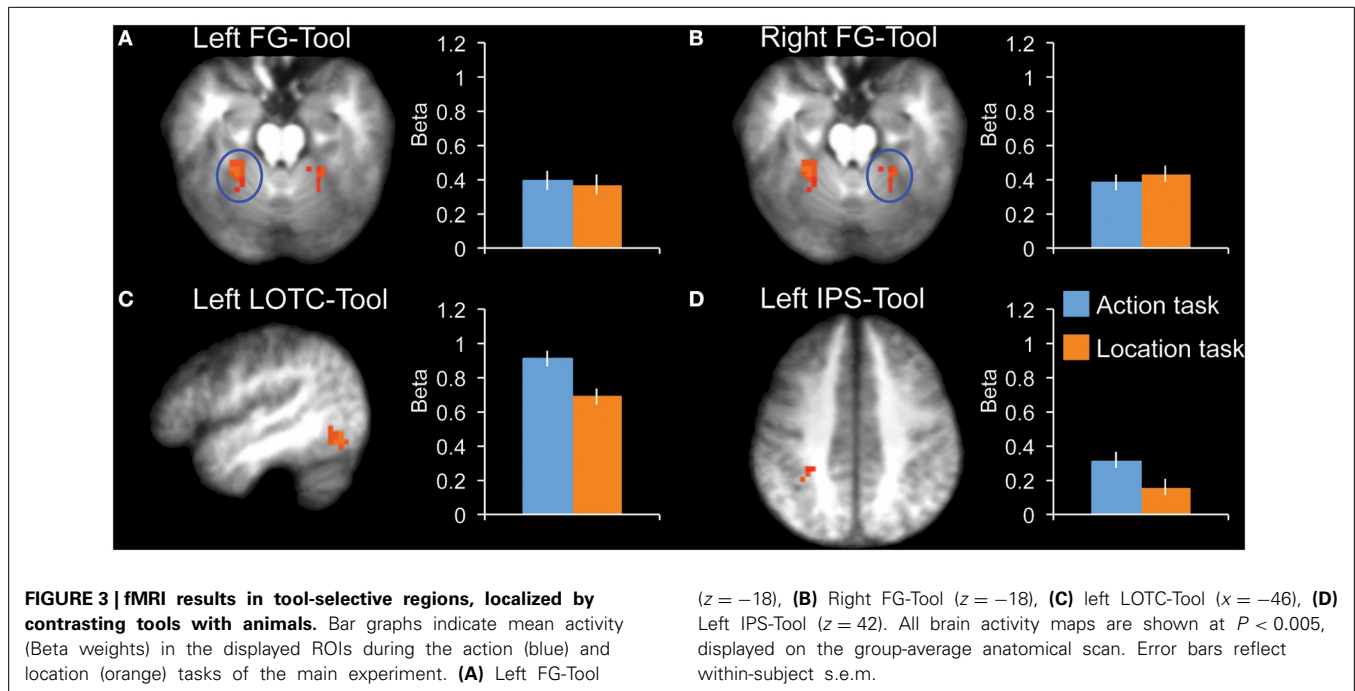 A
Left FG-Tool
1.2
1
0.8
0.6
0.4
0.2
0
Beta
B
Right FG-Tool
1.2
1
0.8
0.6
0.4
0.2
0
Beta
C
Left LOTC-Tool
1.2
1
0.8
0.6
0.4
0.2
0
Beta
D
Left IPS-Tool
1.2
1
0.8
0.6
0.4
0.2
0
Beta
Action task
Location task
FIGURE 3 | fMRI results in tool-selective regions, localized by
contrasting tools with animals. Bar graphs indicate mean activity
(Beta weights) in the displayed ROIs during the action (blue) and
location (orange) tasks of the main experiment. (A) Left FG-Tool
(z = −18), (B) Right FG-Tool (z = −18), (C) left LOTC-Tool (x = −46), (D)
Left IPS-Tool (z = 42). All brain activity maps are shown at P < 0.005,
displayed on the group-average anatomical scan. Error bars reflect
within-subject s.e.m.